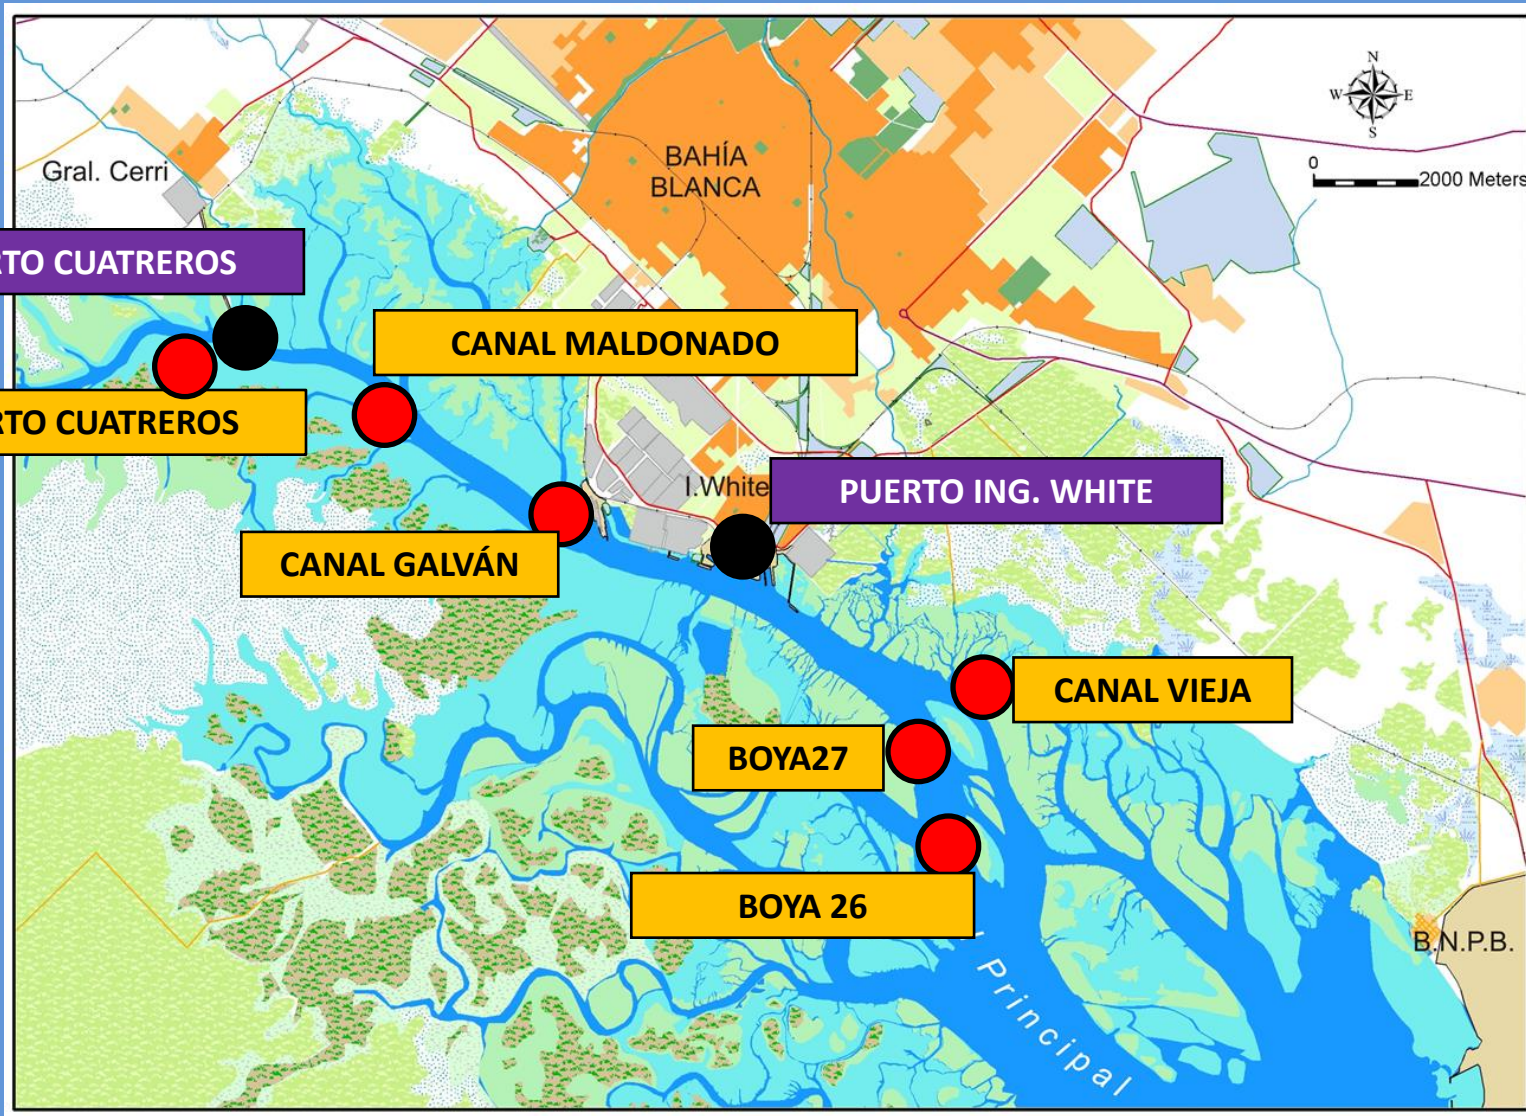 N
W E
S
0
2000 Meters
BAHÍA
BLANCA
Gral. Cerri
RTO CUATREROS
CANAL MALDONADO
RTO CUATREROS
I.White
PUERTO ING. WHITE
CANAL GALVÁN
CANAL VIEJA
BOYA27
BOYA 26
B.N.P.B.
Principal